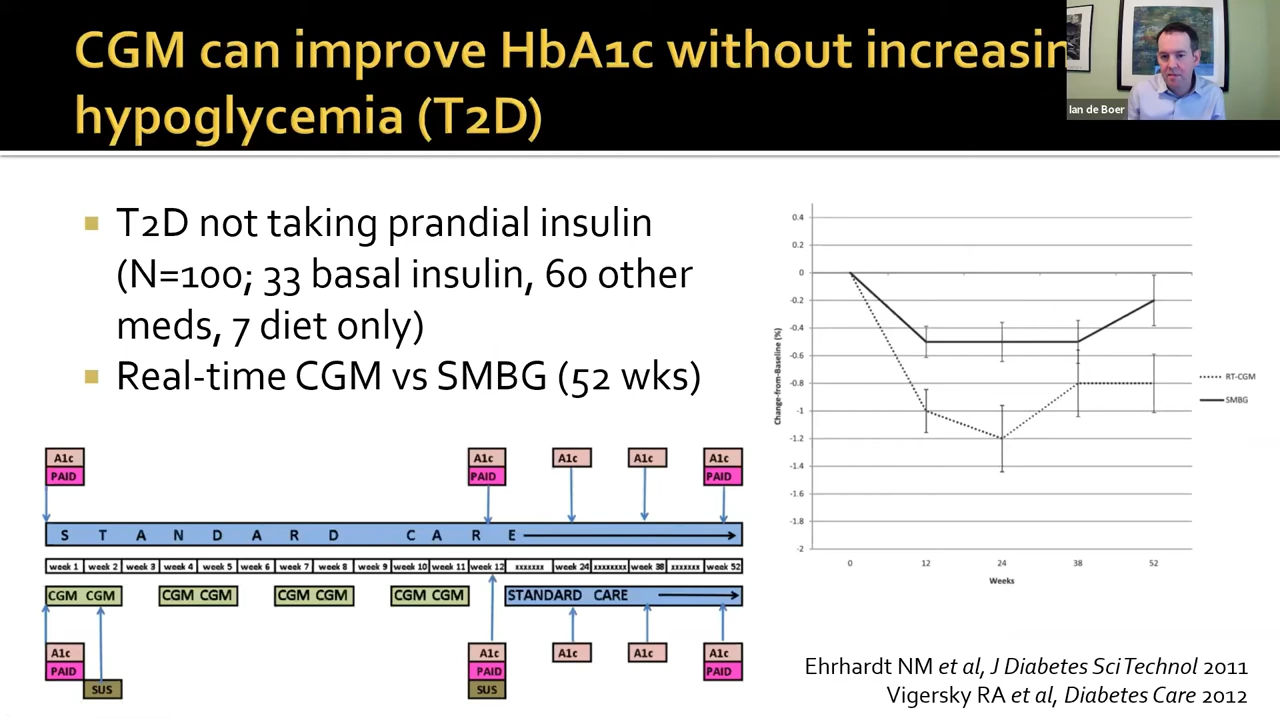 CGM can improve HbA1c without increasin
hypoglycemia (T2D)
Ian de Boer
T2D not taking prandial insulin
(N=100; 33 basal insulin, 60 other
meds, 7 diet only)
Real-time CGM vs SMBG (52 wks)
A1c
PAID
A1c
PAID
A1c
A1c
A1c
PAID
STANDARD CARE
week 1 week 2 week 3 week 4 week 5 week 6 week 7 week 8 week 9 week 10 week 11 week 12 xxxxxxx week 24 xxxxxxxx week 38 xxxxxxx week 52
CGM CGM CGM CGM CGM CGM CGM CGM STANDARD CARE
A1c
PAID
SUS
A1c
PAID
SUS
A1c
A1c
A1c
PAID
Change-from-Baseline (%)
0.4
0.2
0
-0.2
-0.4
-0.6
-0.8
-1
-1.2
-1.4
-1.6
-1.8
-2
0 12 24 38 52
Weeks
RT-CGM
SMBG
Ehrhardt NM et al, J Diabetes Sci Technol 2011
Vigersky RA et al, Diabetes Care 2012